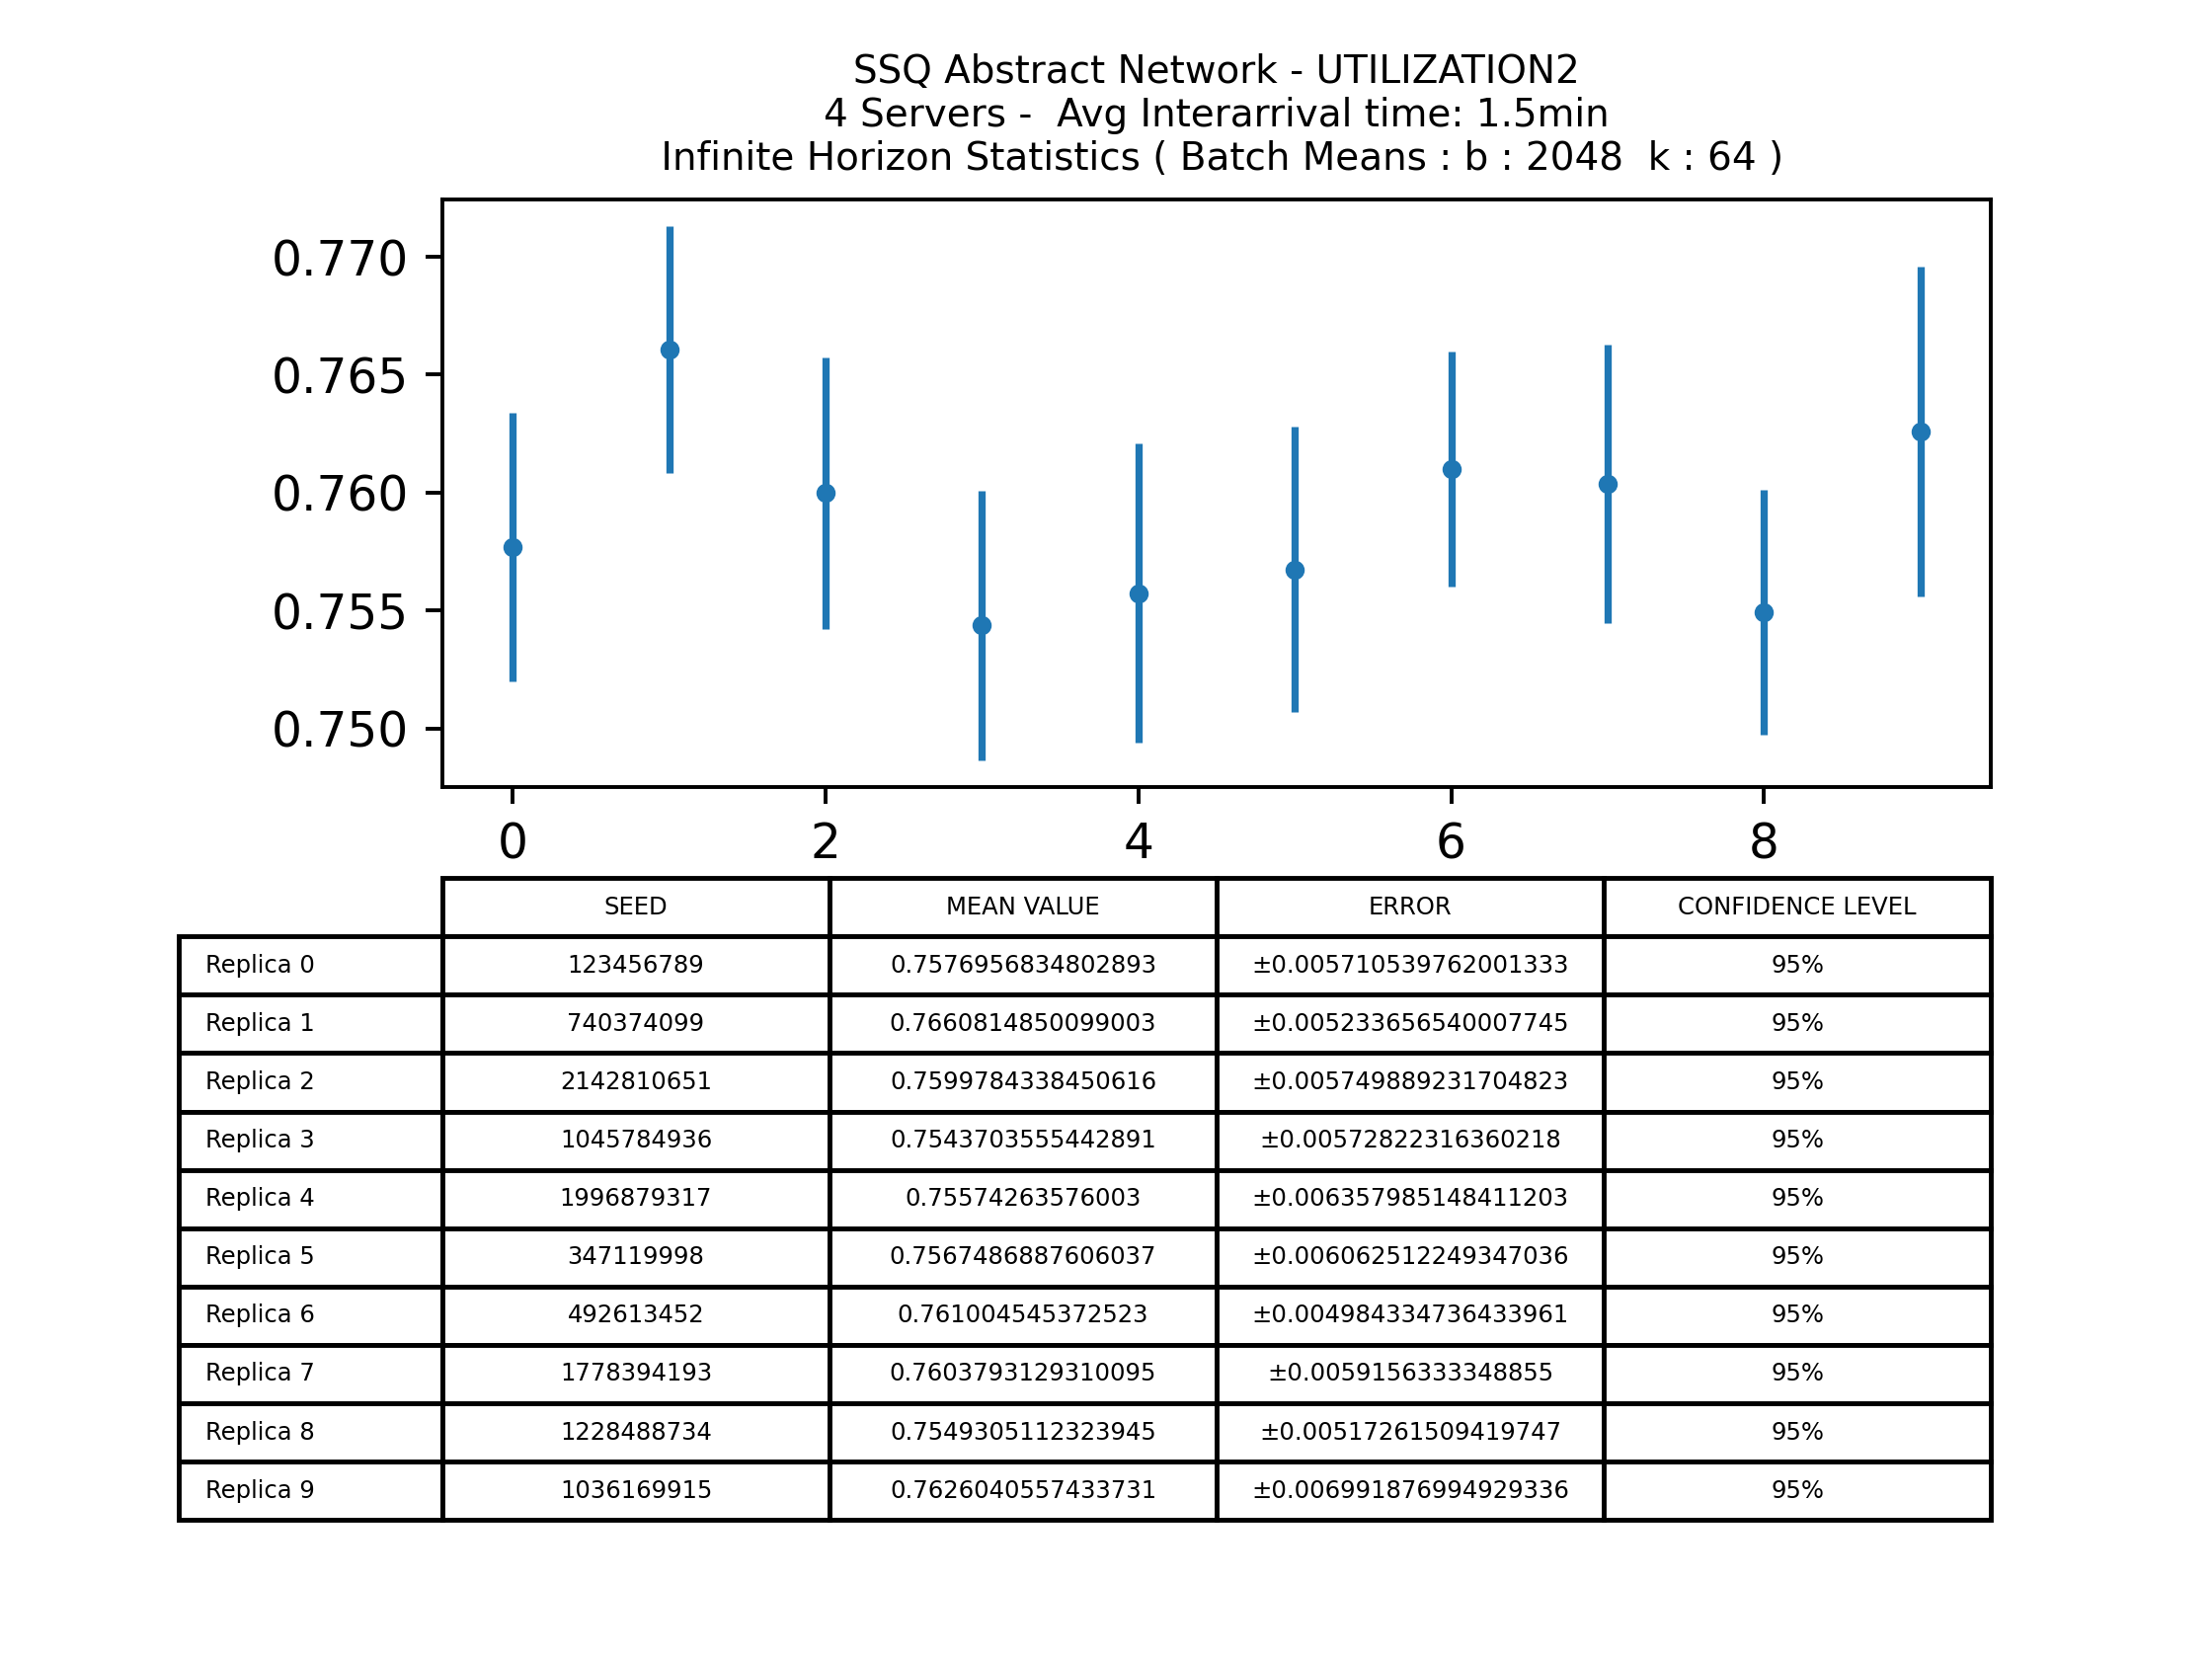 SSQ Abstract Network - UTILIZATION2
4 Servers -  Avg Interarrival time: 1.5min
Infinite Horizon Statistics ( Batch Means : b : 2048  k : 64 )
0.770
0.765
0.760
0.755
0.750
0 2 4 6 8
SEED MEAN VALUE ERROR CONFIDENCE LEVEL
Replica 0 123456789 0.7576956834802893 ±0.005710539762001333 95%
Replica 1 740374099 0.7660814850099003 ±0.005233656540007745 95%
Replica 2 2142810651 0.7599784338450616 ±0.005749889231704823 95%
Replica 3 1045784936 0.7543703555442891 ±0.00572822316360218 95%
Replica 4 1996879317 0.75574263576003 ±0.006357985148411203 95%
Replica 5 347119998 0.7567486887606037 ±0.006062512249347036 95%
Replica 6 492613452 0.761004545372523 ±0.004984334736433961 95%
Replica 7 1778394193 0.7603793129310095 ±0.0059156333348855 95%
Replica 8 1228488734 0.7549305112323945 ±0.00517261509419747 95%
Replica 9 1036169915 0.7626040557433731 ±0.006991876994929336 95%